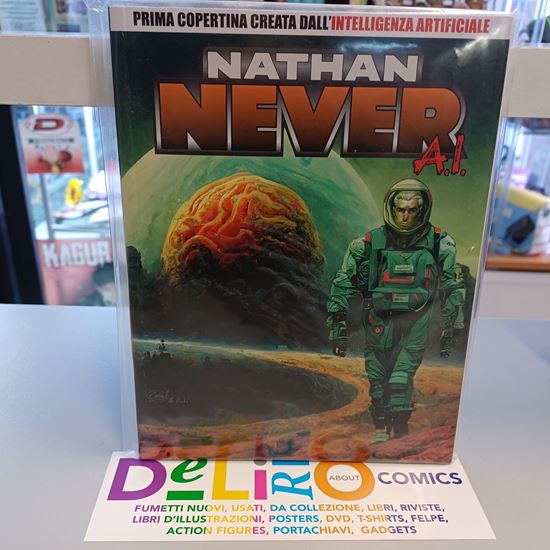 PRIMA COPERTINA CREATA DALL'INTELLIGENZA ARTIFICIALE
NATHAN
NEVER
A.I.
KAGUR
DeLiRiO ABOUT COMICS
FUMETTI NUOVI, USATI, DA COLLEZIONE, LIBRI, RIVISTE,
LIBRI D'ILLUSTRAZIONI, POSTERS, DVD, T-SHIRTS, FELPE,
ACTION FIGURES, PORTACHIAVI, GADGETS